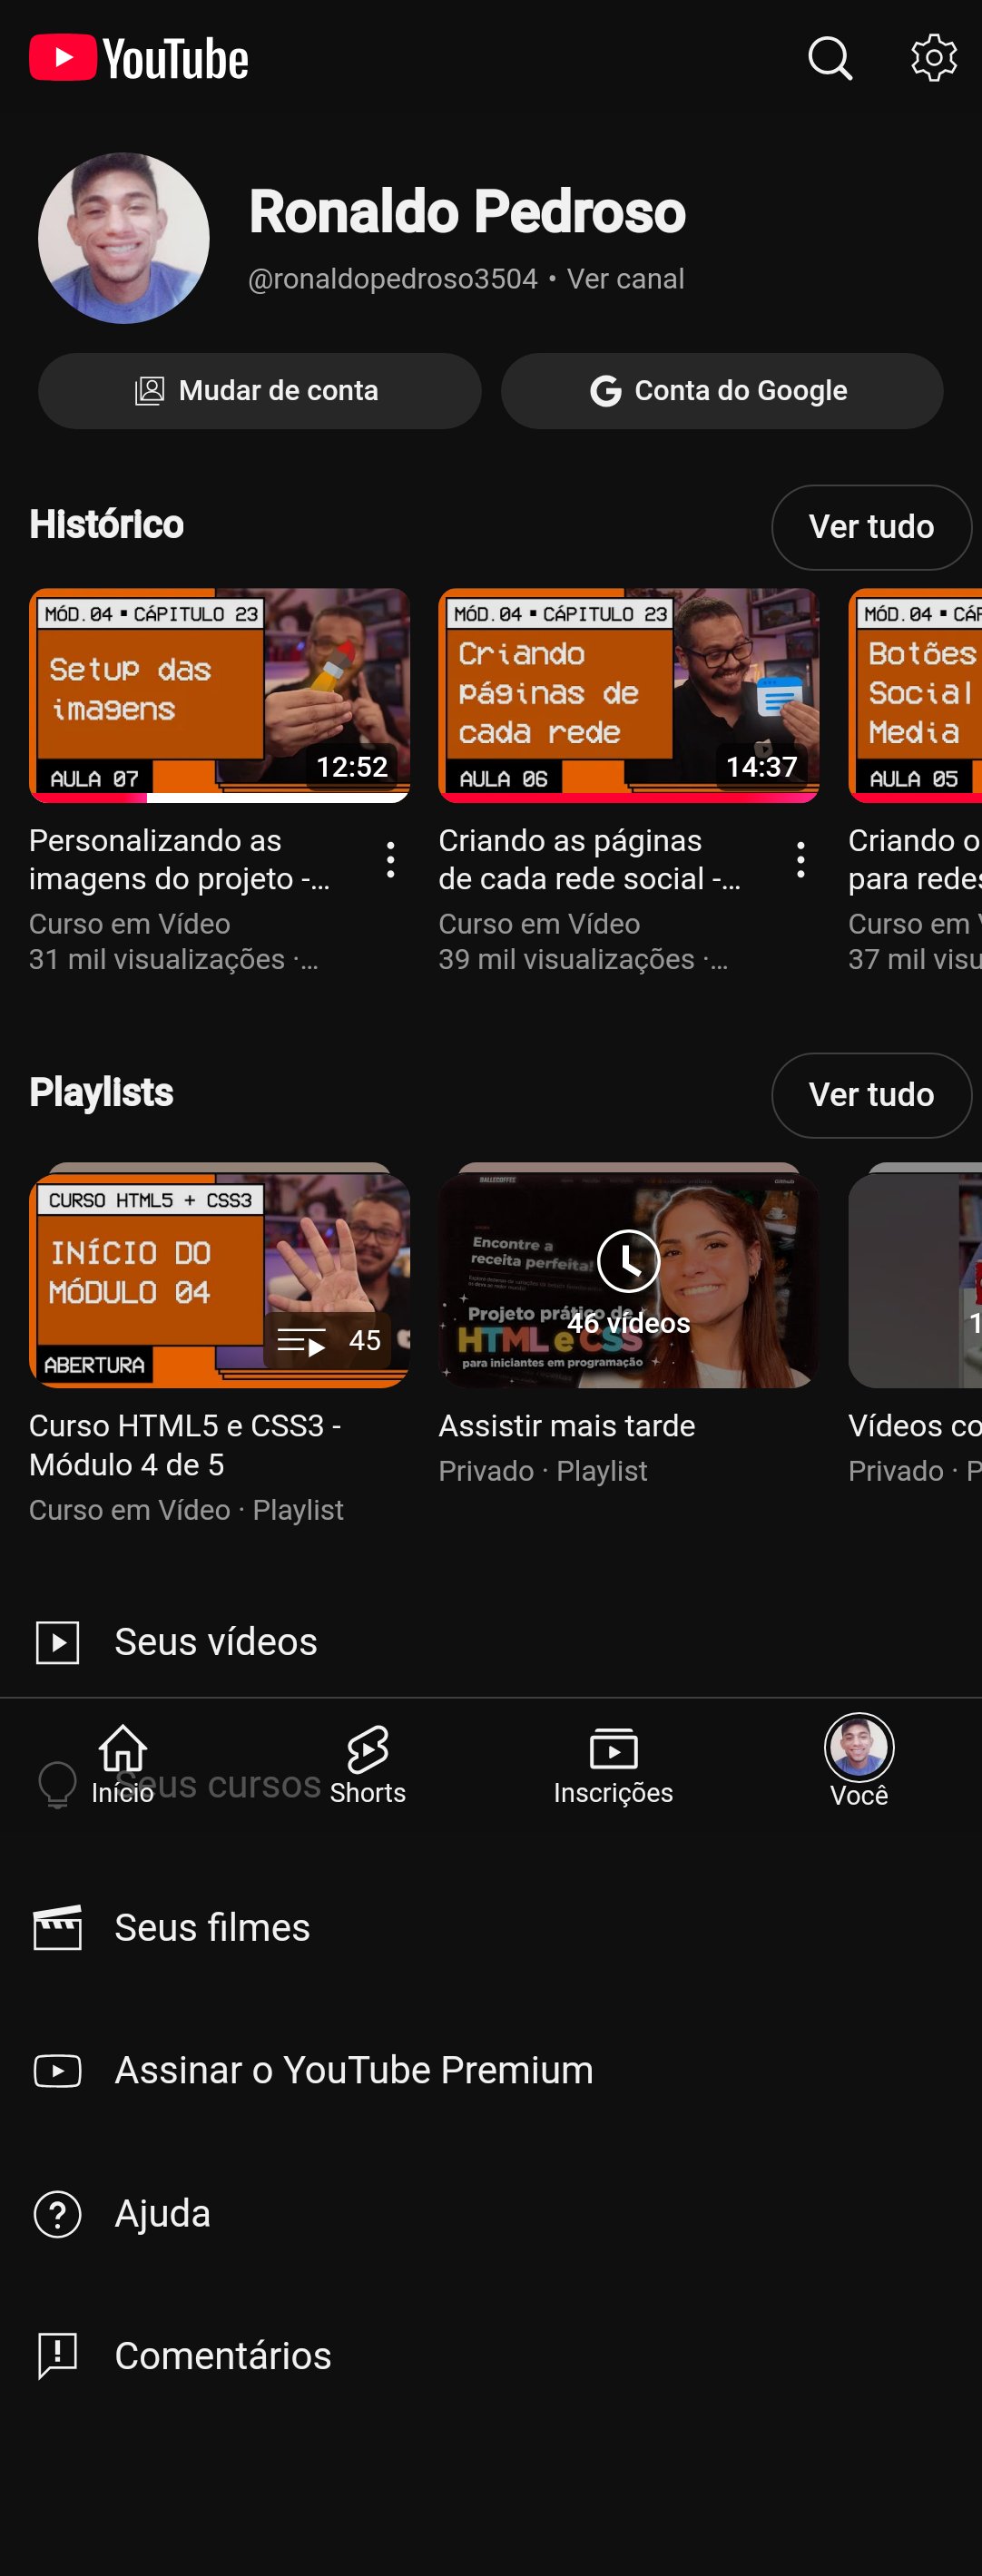 YouTube
Ronaldo Pedroso
@ronaldopedroso3504 • Ver canal
Mudar de conta
Conta do Google
Histórico
Ver tudo
MÓD.04 ▪ CÁPITULO 23
Setup das
imagens
AULA 07
12:52
Personalizando as
imagens do projeto -…
Curso em Vídeo
31 mil visualizações ·…
MÓD.04 ▪ CÁPITULO 23
Criando
páginas de
cada rede
AULA 06
14:37
Criando as páginas
de cada rede social -…
Curso em Vídeo
39 mil visualizações ·…
MÓD.04 ▪
Botões
Social
Media
AULA 05
Criando o
para
Curso em
37 mil
Playlists
Ver tudo
CURSO HTML5 + CSS3
INÍCIO DO
MÓDULO 04
ABERTURA
45
Curso HTML5 e CSS3 -
Módulo 4 de 5
Curso em Vídeo · Playlist
Encontre a
receita perfeita!
Github
46 vídeos
Projeto prático de
HTML e CSS
para iniciantes em programação
Assistir mais tarde
Privado · Playlist
Vídeos
Privado ·
Seus vídeos
Seus cursos
Início
Shorts
Inscrições
Você
Seus filmes
Assinar o YouTube Premium
Ajuda
Comentários